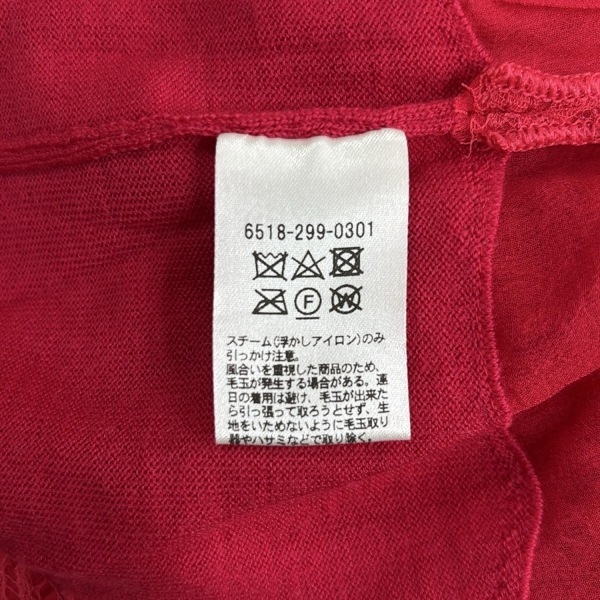 6518-299-0301
F
W
スチーム(浮かしアイロン)のみ
引っかけ注意。
風合いを重視した商品のため、
毛玉が発生する場合がある。連
日の着用は避け、毛玉が出来た
ら引っ張って取ろうとせず、生
地をいためないように毛玉取り
器やハサミなどで取り除く。